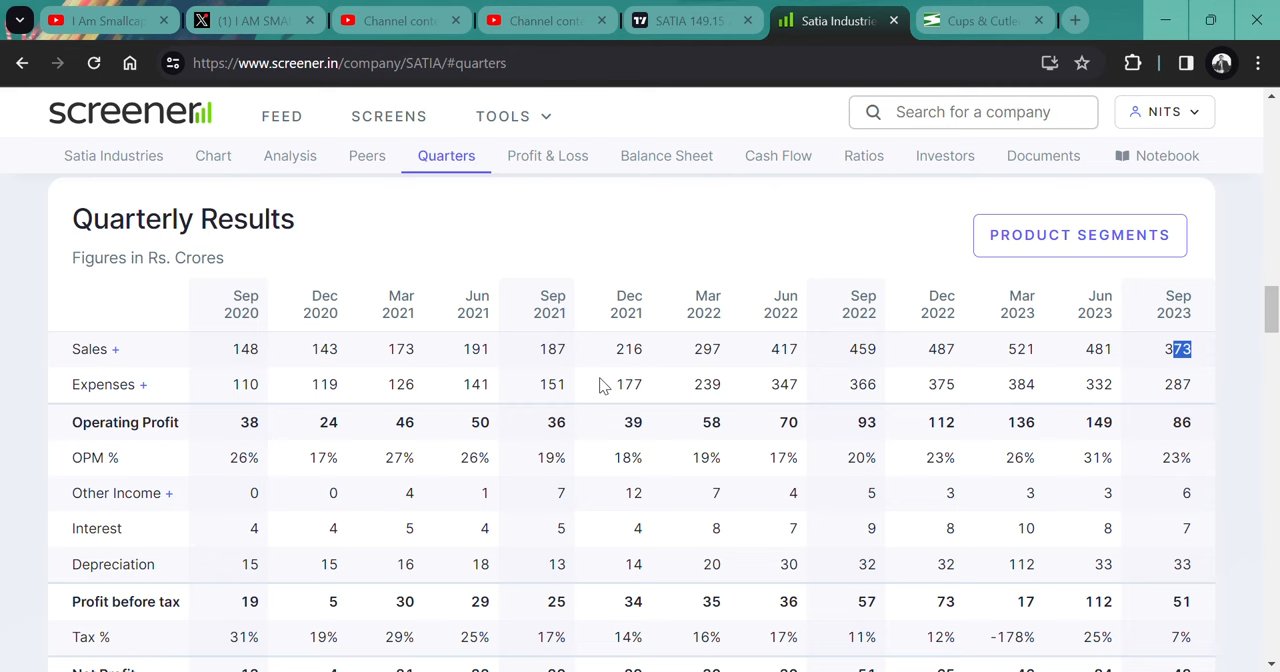 I Am Smallcap
(1) I AM SMAL
Channel conte
Channel conte
SATIA 149.15
Satia Industrie
Cups & Cutle
https://www.screener.in/company/SATIA/#quarters
screener
FEED
SCREENS
TOOLS
Search for a company
NITS
Satia Industries
Chart
Analysis
Peers
Quarters
Profit & Loss
Balance Sheet
Cash Flow
Ratios
Investors
Documents
Notebook
Quarterly Results
PRODUCT SEGMENTS
Figures in Rs. Crores
Sep Dec Mar Jun Sep Dec Mar Jun Sep Dec Mar Jun Sep
2020 2020 2021 2021 2021 2021 2022 2022 2022 2022 2023 2023 2023
Sales + 148 143 173 191 187 216 297 417 459 487 521 481 373
Expenses + 110 119 126 141 151 177 239 347 366 375 384 332 287
Operating Profit 38 24 46 50 36 39 58 70 93 112 136 149 86
OPM % 26% 17% 27% 26% 19% 18% 19% 17% 20% 23% 26% 31% 23%
Other Income + 0 0 4 1 7 12 7 4 5 3 3 3 6
Interest 4 4 5 4 5 4 8 7 9 8 10 8 7
Depreciation 15 15 16 18 13 14 20 30 32 32 112 33 33
Profit before tax 19 5 30 29 25 34 35 36 57 73 17 112 51
Tax % 31% 19% 29% 25% 17% 14% 16% 17% 11% 12% -178% 25% 7%